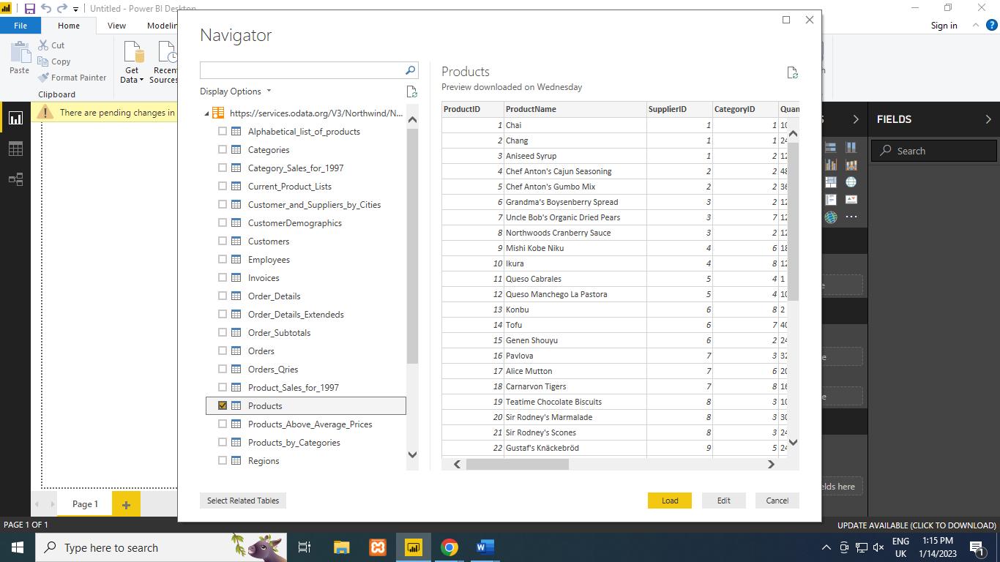 Untitled - Power BI Desktop
File Home View Modelin Sign in
Paste
Cut
Copy
Format Painter
Clipboard
Get Data
Recent Sources
There are pending changes in
Navigator
Display Options
https://services.odata.org/V3/Northwind/N...
Alphabetical_list_of_products
Categories
Category_Sales_for_1997
Current_Product_Lists
Customer_and_Suppliers_by_Cities
CustomerDemographics
Customers
Employees
Invoices
Order_Details
Order_Details_Extendeds
Order_Subtotals
Orders
Orders_Qries
Product_Sales_for_1997
Products
Products_Above_Average_Prices
Products_by_Categories
Regions
Select Related Tables
Products
Preview downloaded on Wednesday
ProductID ProductName SupplierID CategoryID Quan
1 Chai 1 1 10
2 Chang 1 1 24
3 Aniseed Syrup 1 2 12
4 Chef Anton's Cajun Seasoning 2 2 48
5 Chef Anton's Gumbo Mix 2 2 36
6 Grandma's Boysenberry Spread 3 2 12
7 Uncle Bob's Organic Dried Pears 3 7 12
8 Northwoods Cranberry Sauce 3 2 12
9 Mishi Kobe Niku 4 6 18
10 Ikura 4 8 12
11 Queso Cabrales 5 4 1
12 Queso Manchego La Pastora 5 4 10
13 Konbu 6 8 2
14 Tofu 6 7 40
15 Genen Shouyu 6 2 24
16 Pavlova 7 3 32
17 Alice Mutton 7 6 20
18 Carnarvon Tigers 7 8 16
19 Teatime Chocolate Biscuits 8 3 10
20 Sir Rodney's Marmalade 8 3 30
21 Sir Rodney's Scones 8 3 24
22 Gustaf's Knäckebröd 9 5 24
Load Edit Cancel
FIELDS
Search
elds here
Page 1
PAGE 1 OF 1
UPDATE AVAILABLE (CLICK TO DOWNLOAD)
Type here to search
ENG
UK
1:15 PM
1/14/2023
1